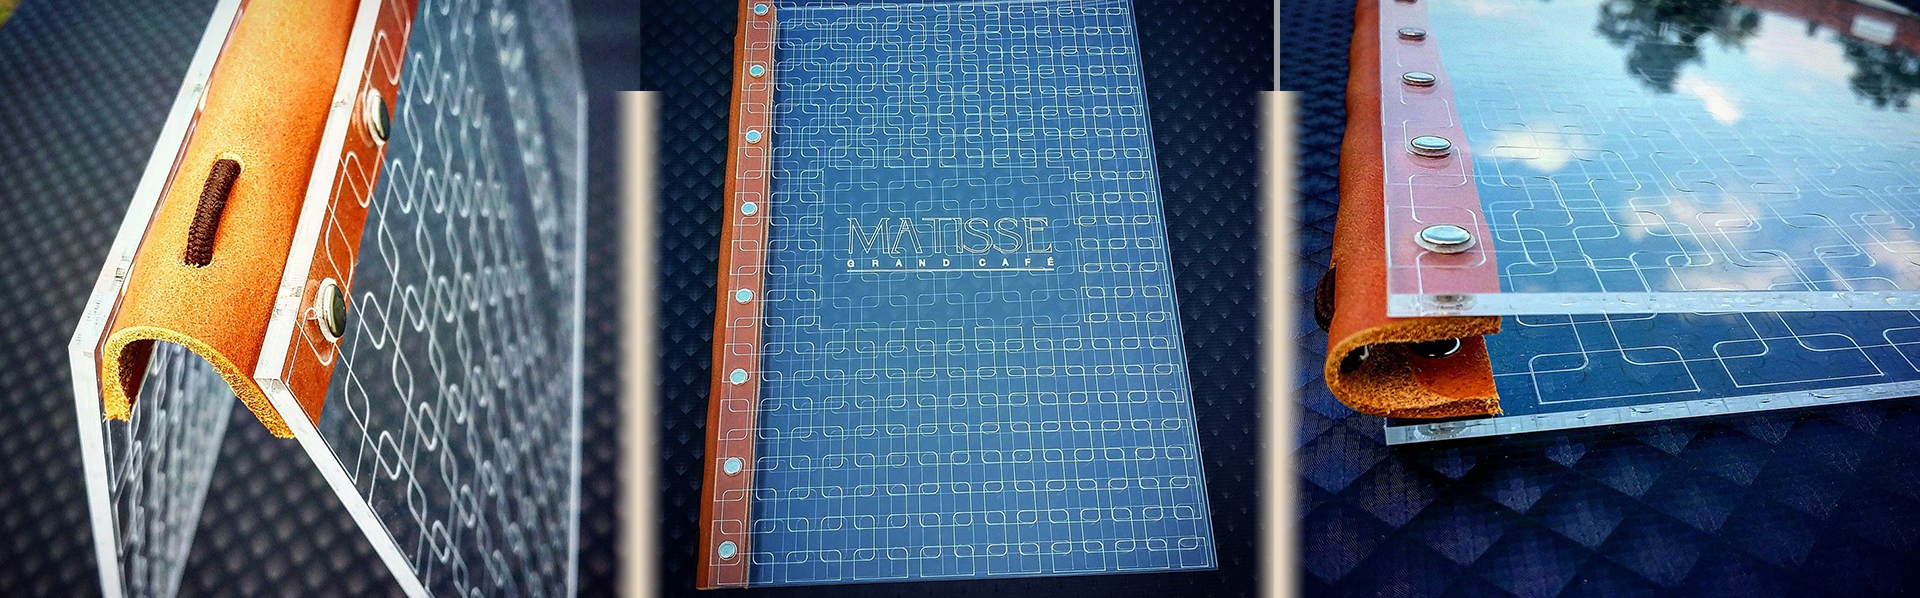 MATISSE
GRAND CAFÉ